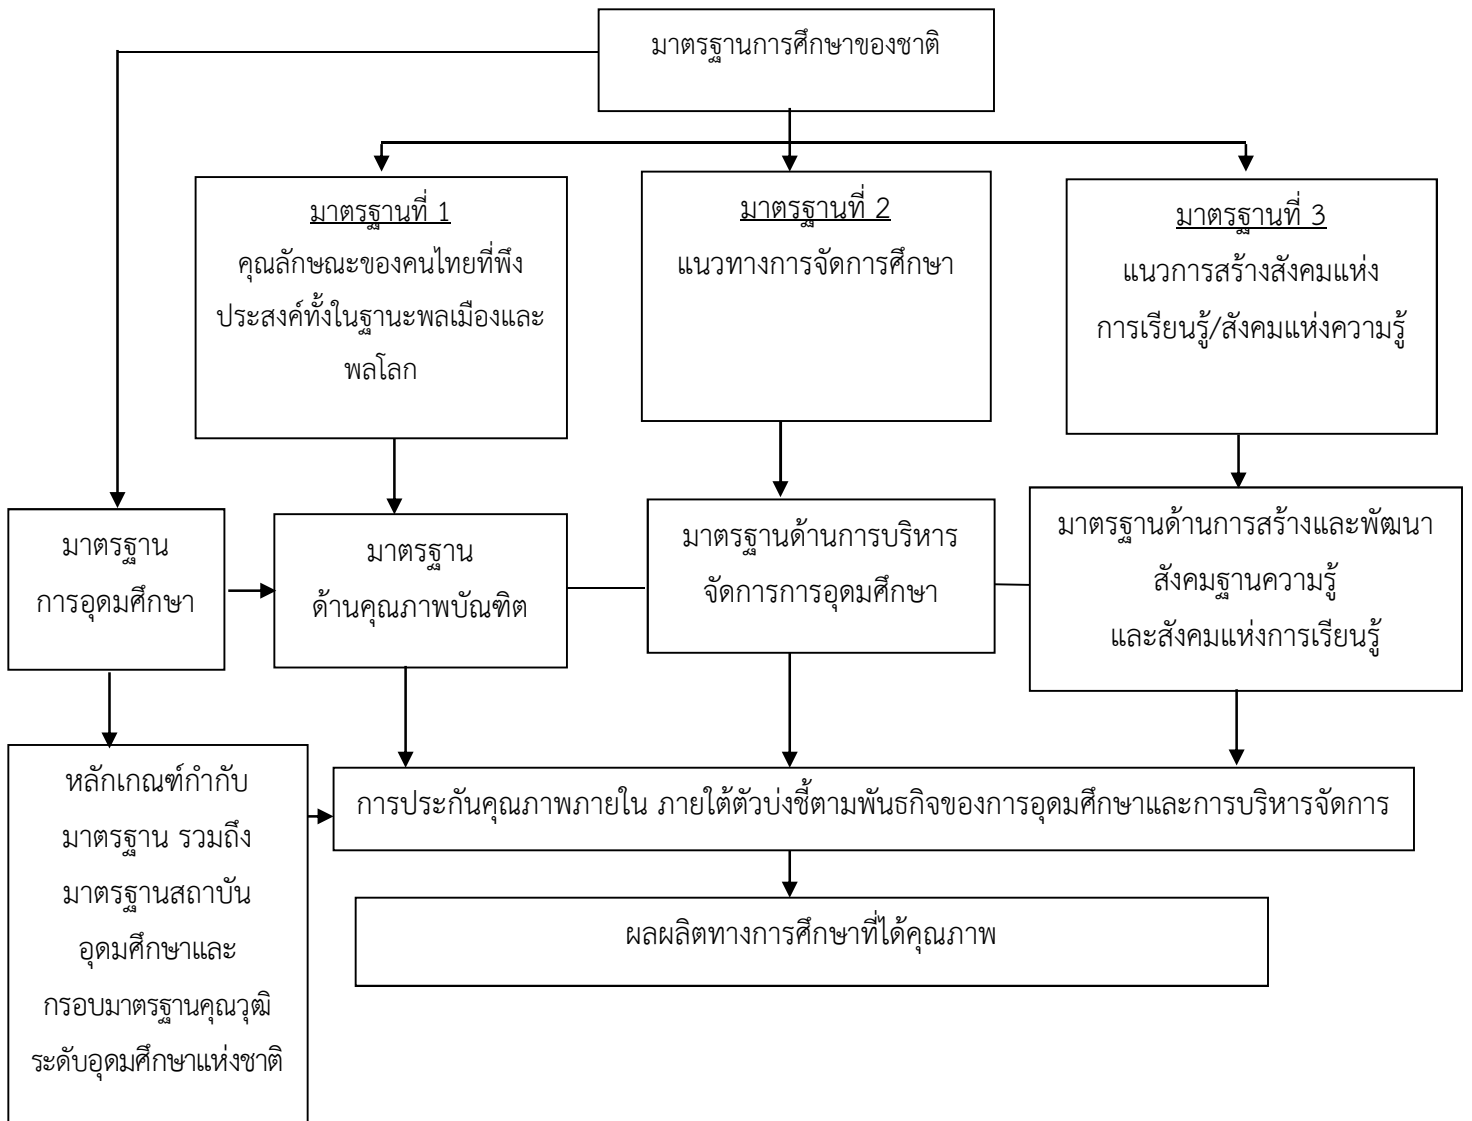 มาตรฐานการศึกษาของชาติ
มาตรฐานที่ 1
คุณลักษณะของคนไทยที่พึง
ประสงค์ทั้งในฐานะพลเมืองและ
พลโลก
มาตรฐานที่ 2
แนวทางการจัดการศึกษา
มาตรฐานที่ 3
แนวการสร้างสังคมแห่ง
การเรียนรู้/สังคมแห่งความรู้
มาตรฐาน
การอุดมศึกษา
มาตรฐาน
ด้านคุณภาพบัณฑิต
มาตรฐานด้านการบริหาร
จัดการการอุดมศึกษา
มาตรฐานด้านการสร้างและพัฒนา
สังคมฐานความรู้
และสังคมแห่งการเรียนรู้
หลักเกณฑ์กำกับ
มาตรฐาน รวมถึง
มาตรฐานสถาบัน
อุดมศึกษาและ
กรอบมาตรฐานคุณวุฒิ
ระดับอุดมศึกษาแห่งชาติ
การประกันคุณภาพภายใน ภายใต้ตัวบ่งชี้ตามพันธกิจของการอุดมศึกษาและการบริหารจัดการ
ผลผลิตทางการศึกษาที่ได้คุณภาพ